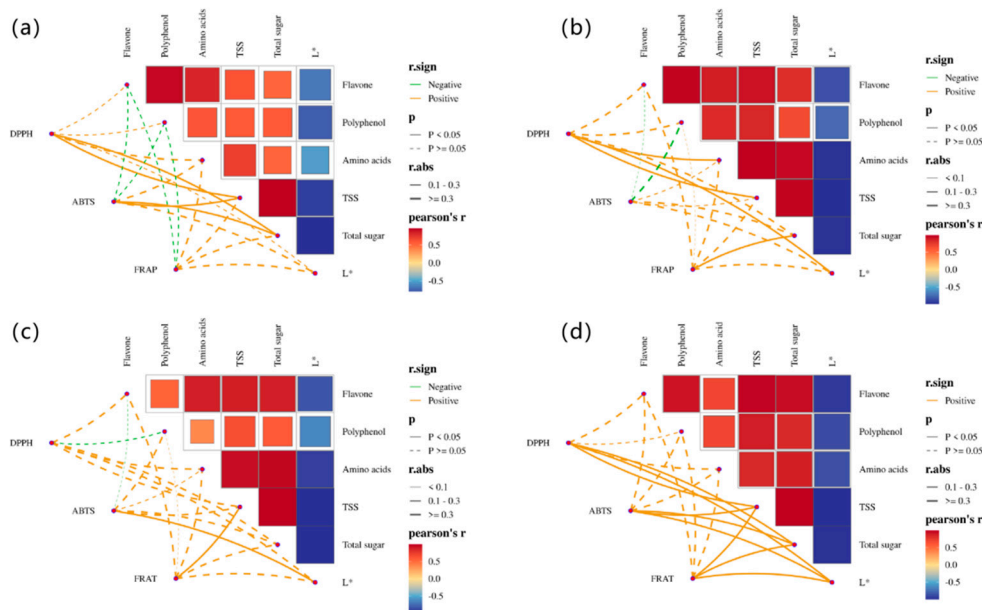 (a)
Flavone
Polyphenol
Amino acids
TSS
Total sugar
L*
Flavone
Polyphenol
Amino acids
TSS
Total sugar
L*
DPPH
ABTS
FRAP
r.sign
Negative
Positive
p
P < 0.05
P >= 0.05
r.abs
0.1 - 0.3
>= 0.3
pearson's r
0.5
0.0
-0.5
(b)
Flavone
Polyphenol
Amino acids
TSS
Total sugar
L*
Flavone
Polyphenol
Amino acids
TSS
Total sugar
L*
DPPH
ABTS
FRAP
r.sign
Negative
Positive
p
P < 0.05
P >= 0.05
r.abs
< 0.1
0.1 - 0.3
>= 0.3
pearson's r
0.5
0.0
-0.5
(c)
Flavone
Polyphenol
Amino acids
TSS
Total sugar
L*
Flavone
Polyphenol
Amino acids
TSS
Total sugar
L*
DPPH
ABTS
FRAT
r.sign
Negative
Positive
p
P < 0.05
P >= 0.05
r.abs
< 0.1
0.1 - 0.3
>= 0.3
pearson's r
0.5
0.0
-0.5
(d)
Flavone
Polyphenol
Amino acid
TSS
Total sugar
L*
Flavone
Polyphenol
Amino acids
TSS
Total sugar
L*
DPPH
ABTS
FRAT
r.sign
Positive
p
P < 0.05
P >= 0.05
r.abs
0.1 - 0.3
>= 0.3
pearson's r
0.5
0.0
-0.5